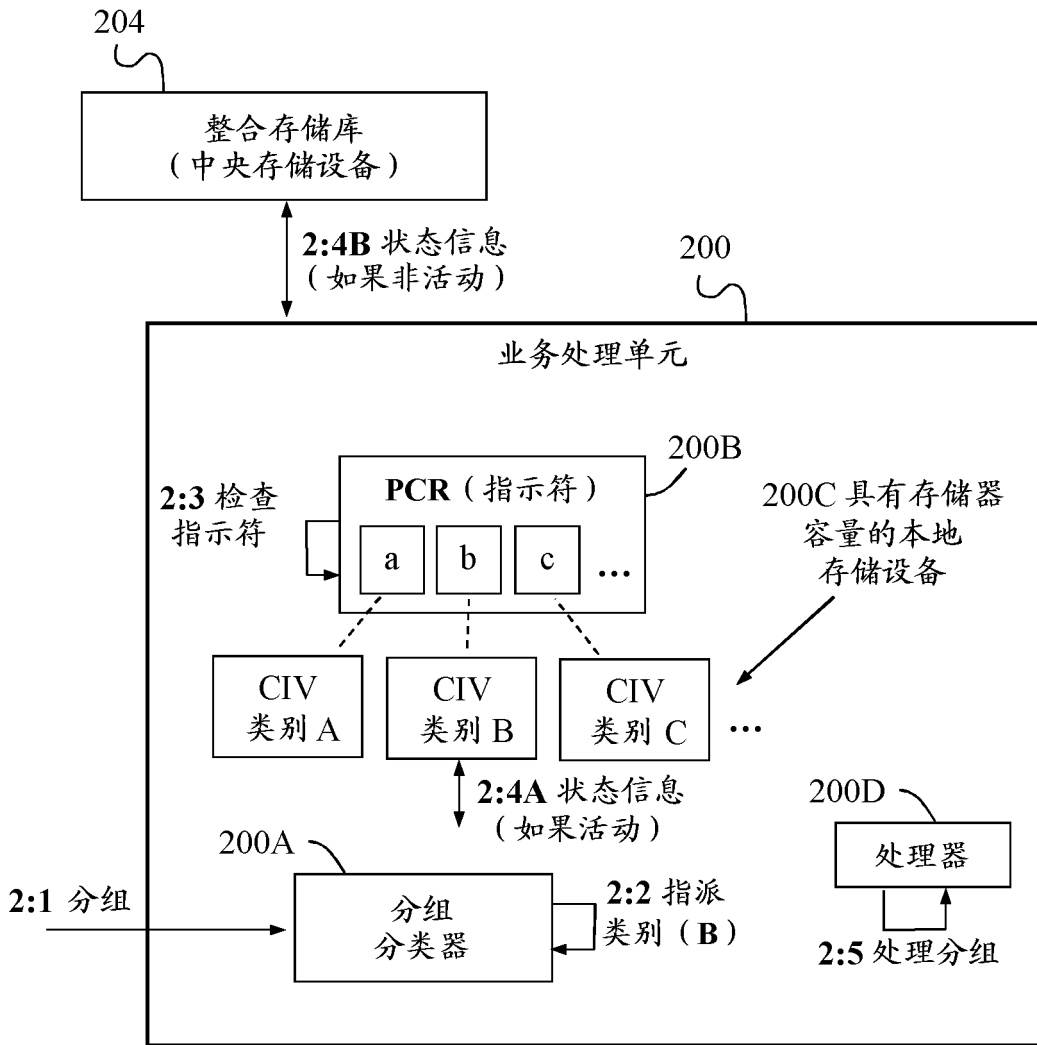 204
整合存储库
（中央存储设备）
2:4B 状态信息
（如果非活动）
200
业务处理单元
200B
PCR（指示符）
2:3 检查
指示符
a
b
c
...
200C 具有存储器
容量的本地
存储设备
CIV
类别 A
CIV
类别 B
CIV
类别 C
...
2:4A 状态信息
（如果活动）
200D
处理器
200A
2:1 分组
分组
分类器
2:2 指派
类别（B）
2:5 处理分组